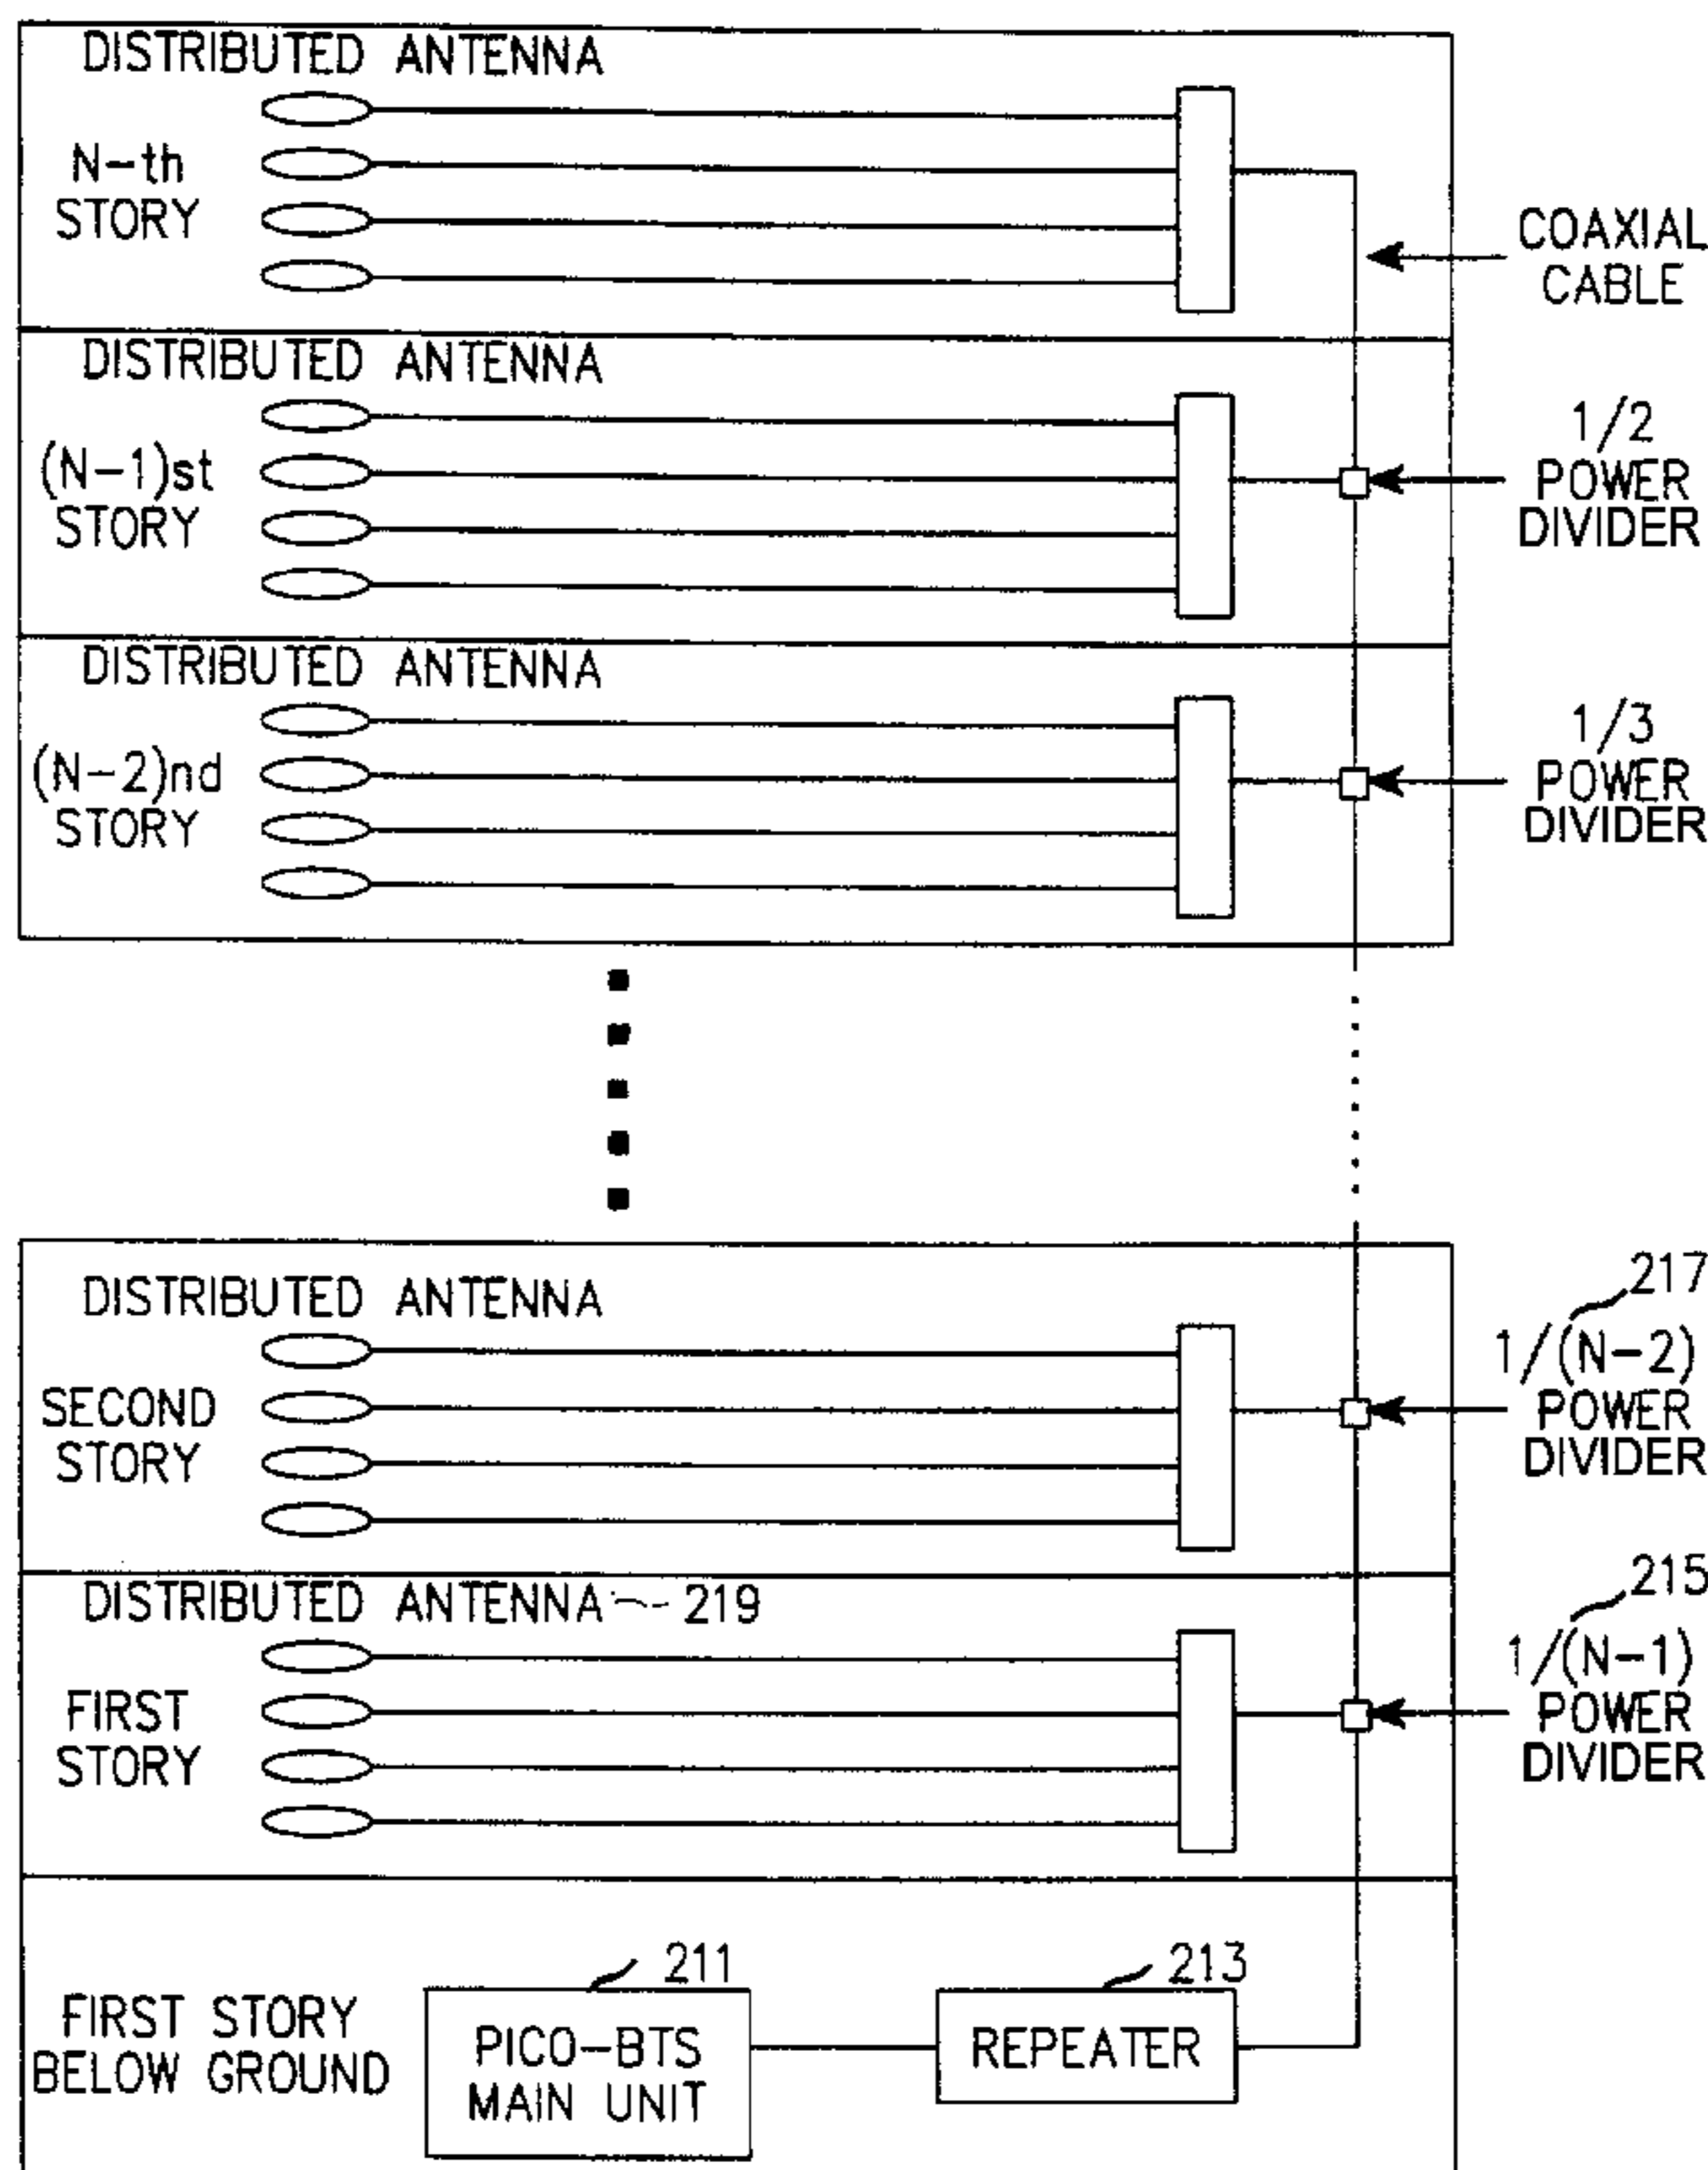 DISTRIBUTED ANTENNA
N-th
STORY
COAXIAL
CABLE
DISTRIBUTED ANTENNA
(N-1)st
STORY
1/2
POWER
DIVIDER
DISTRIBUTED ANTENNA
(N-2)nd
STORY
1/3
POWER
DIVIDER
DISTRIBUTED ANTENNA
SECOND
STORY
217
1/(N-2)
POWER
DIVIDER
DISTRIBUTED ANTENNA 219
FIRST
STORY
215
1/(N-1)
POWER
DIVIDER
FIRST STORY
BELOW GROUND
211
PICO-BTS
MAIN UNIT
213
REPEATER